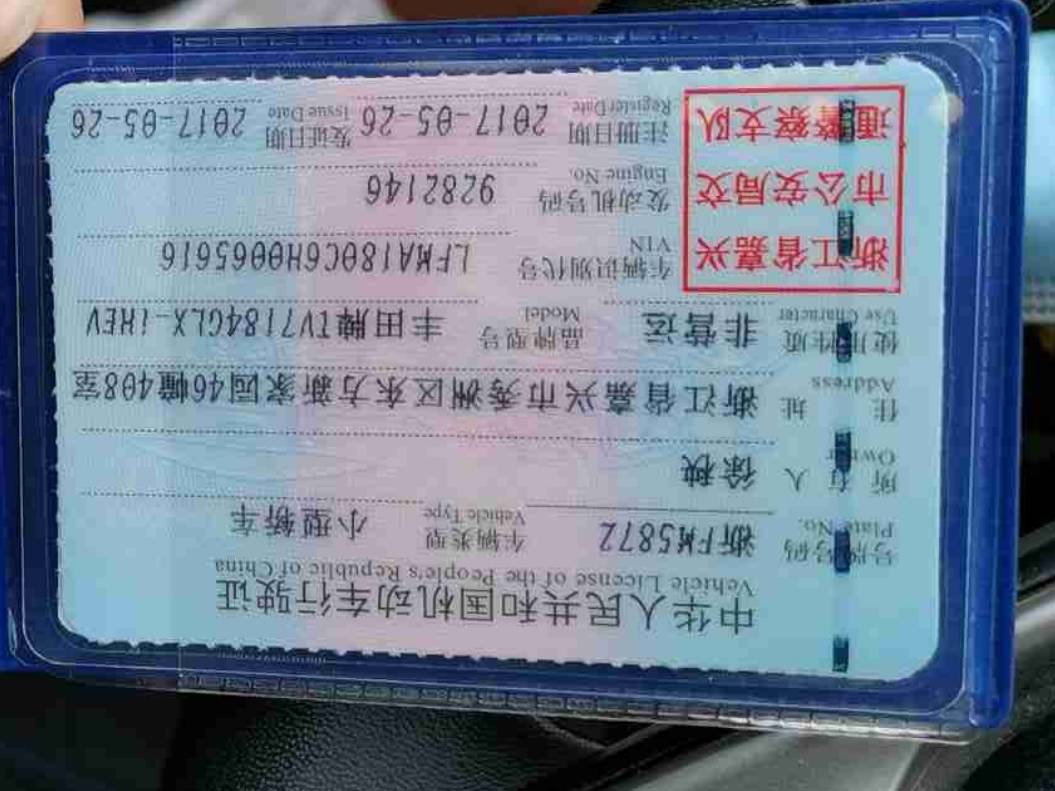 中华人民共和国机动车行驶证
Vehicle License of the People's Republic of China
号牌号码 浙FM5872 车辆类型 小型轿车
Plate No. Vehicle Type
所有人 徐秧
Owner
住址 浙江省嘉兴市秀洲区东方新家园46幢408室
Address
使用性质 非营运 品牌型号 丰田牌TV7184GLX-iHEV
Use Character Model
浙江省嘉兴 车辆识别代号 LFMA180C6H0065616
VIN
市公安局交 发动机号码 9282146
Engine No.
通警察支队 注册日期 2017-05-26 发证日期 2017-05-26
Register Date Issue Date